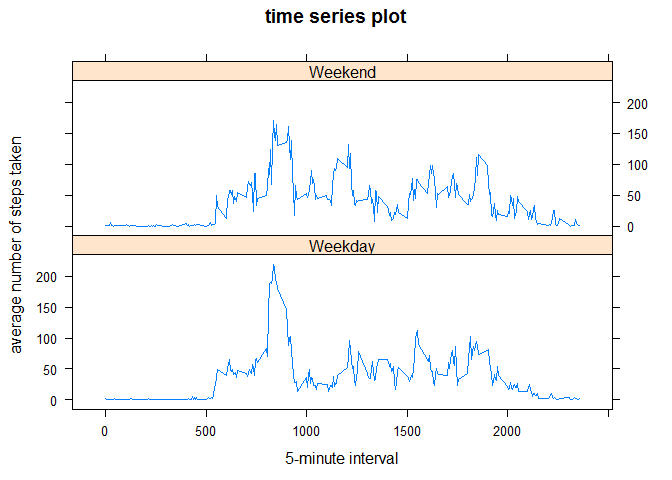 time series plot
Weekend
200
150
100
50
0
Weekday
200
150
100
50
0
average number of steps taken
0 500 1000 1500 2000
5-minute interval